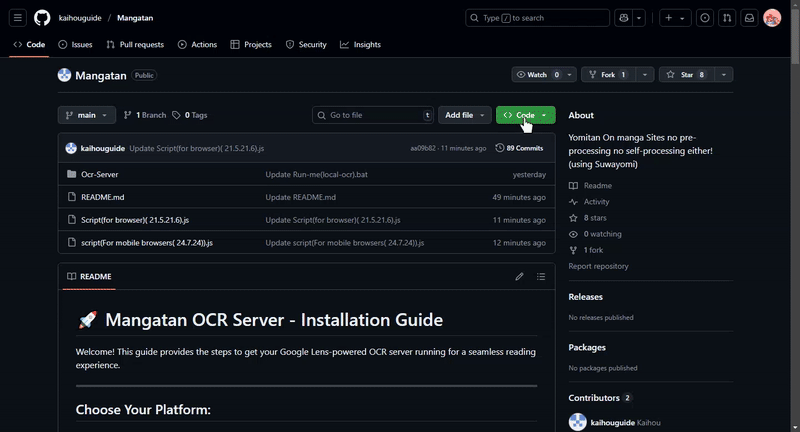 kaihouguide / Mangatan
Type / to search
Code
Issues
Pull requests
Actions
Projects
Security
Insights
Mangatan Public
Watch 0
Fork 1
Star 8
main
1 Branch
0 Tags
Go to file t
Add file
Code
kaihouguide Update Script(for browser)( 21.5.21.6).js
aa09b82 · 11 minutes ago
89 Commits
Ocr-Server Update Run-me(local-ocr).bat yesterday
README.md Update README.md 49 minutes ago
Script(for browser)( 21.5.21.6).js Update Script(for browser)( 21.5.21.6).js 11 minutes ago
script(For mobile browsers( 24.7.24)).js Update script(For mobile browsers( 24.7.24)).js 12 minutes ago
README
🚀 Mangatan OCR Server - Installation Guide
Welcome! This guide provides the steps to get your Google Lens-powered OCR server running for a seamless reading
experience.
Choose Your Platform:
About
Yomitan On manga Sites no pre-
processing no self-processing either!
(using Suwayomi)
Readme
Activity
8 stars
0 watching
1 fork
Report repository
Releases
No releases published
Packages
No packages published
Contributors 2
kaihouguide Kaihou